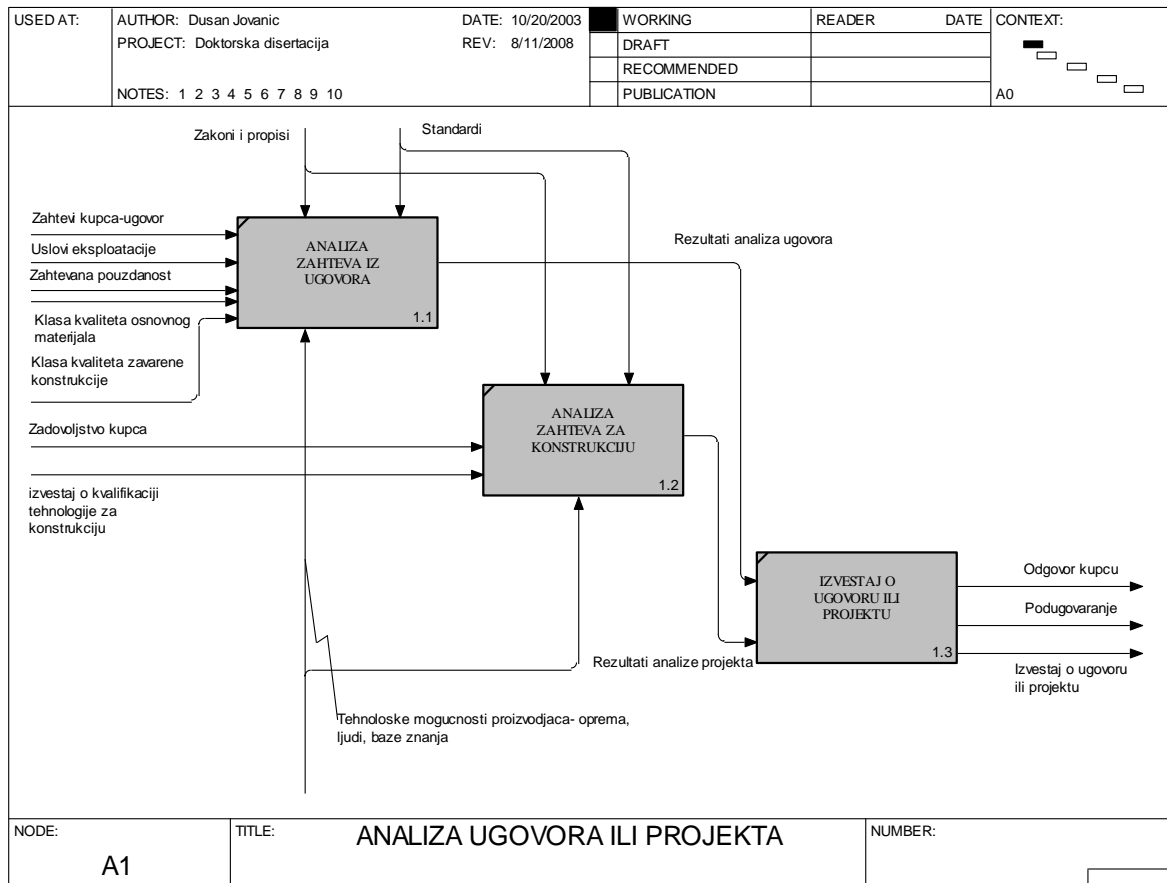 USED AT:
AUTHOR: Dusan Jovanic
DATE: 10/20/2003
PROJECT: Doktorska disertacija
REV: 8/11/2008
NOTES: 1 2 3 4 5 6 7 8 9 10
WORKING
DRAFT
RECOMMENDED
PUBLICATION
READER
DATE
CONTEXT:
A0
Zakoni i propisi
Standardi
Zahtevi kupca-ugovor
Uslovi eksploatacije
Zahtevana pouzdanost
Klasa kvaliteta osnovnog
materijala
Klasa kvaliteta zavarene
konstrukcije
ANALIZA
ZAHTEVA IZ
UGOVORA
1.1
Rezultati analiza ugovora
Zadovoljstvo kupca
izvestaj o kvalifikaciji
tehnologije za
konstrukciju
ANALIZA
ZAHTEVA ZA
KONSTRUKCIJU
1.2
Rezultati analize projekta
IZVESTAJ O
UGOVORU ILI
PROJEKTU
1.3
Odgovor kupcu
Podugovaranje
Izvestaj o ugovoru
ili projektu
Tehnoloske mogucnosti proizvodjaca- oprema,
ljudi, baze znanja
NODE:
A1
TITLE:
ANALIZA UGOVORA ILI PROJEKTA
NUMBER: